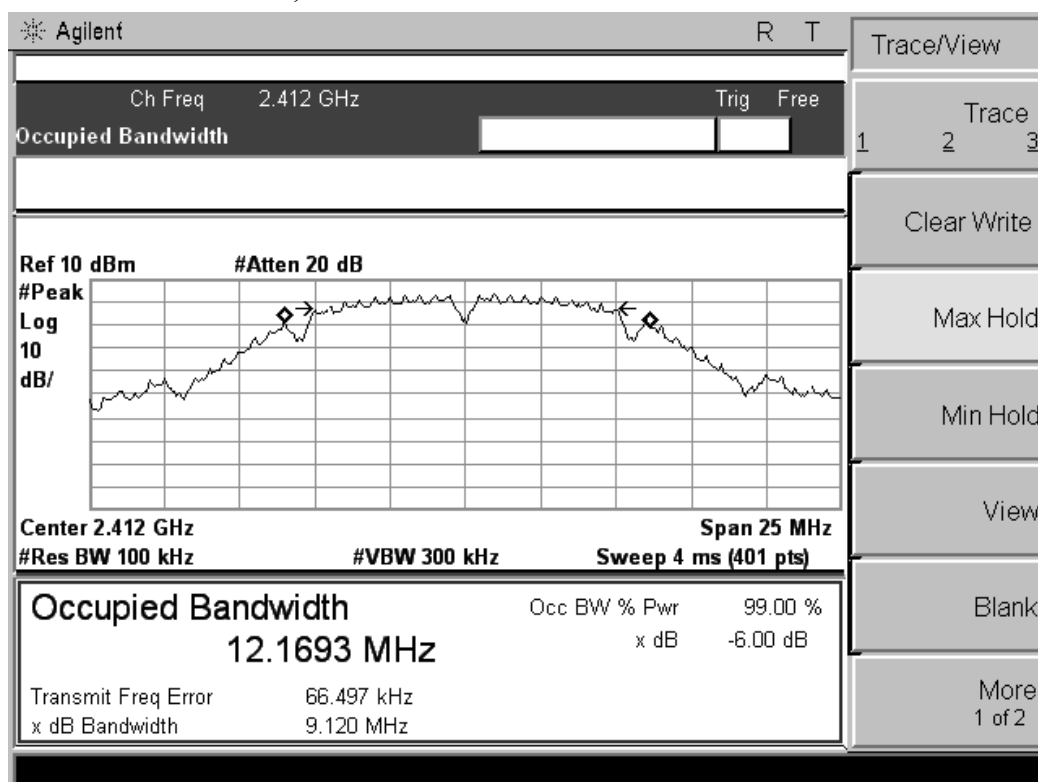 Agilent R T
Ch Freq 2.412 GHz Trig Free
Occupied Bandwidth
Ref 10 dBm #Atten 20 dB
#Peak
Log
10
dB/
Center 2.412 GHz Span 25 MHz
#Res BW 100 kHz #VBW 300 kHz Sweep 4 ms (401 pts)
Occupied Bandwidth Occ BW % Pwr 99.00 %
12.1693 MHz x dB -6.00 dB
Transmit Freq Error 66.497 kHz
x dB Bandwidth 9.120 MHz
Trace/View
Trace
1 2 3
Clear Write
Max Hold
Min Hold
View
Blank
More
1 of 2